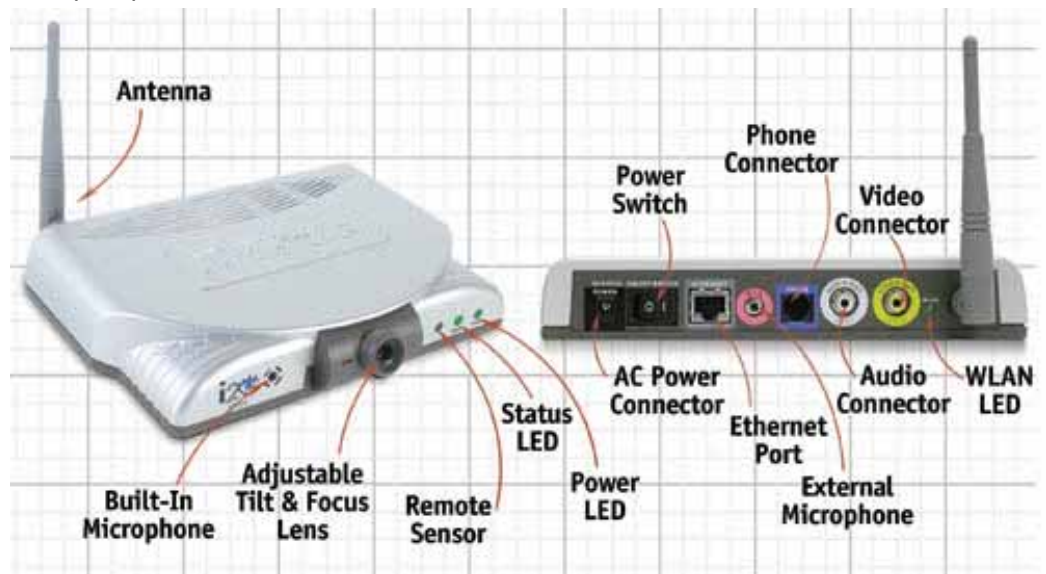 Antenna
Phone
Connector
Power
Switch
Video
Connector
AC Power
Connector
Audio
Connector
WLAN
LED
Status
LED
Ethernet
Port
Adjustable
Tilt & Focus
Lens
Built-In
Microphone
Remote
Sensor
Power
LED
External
Microphone